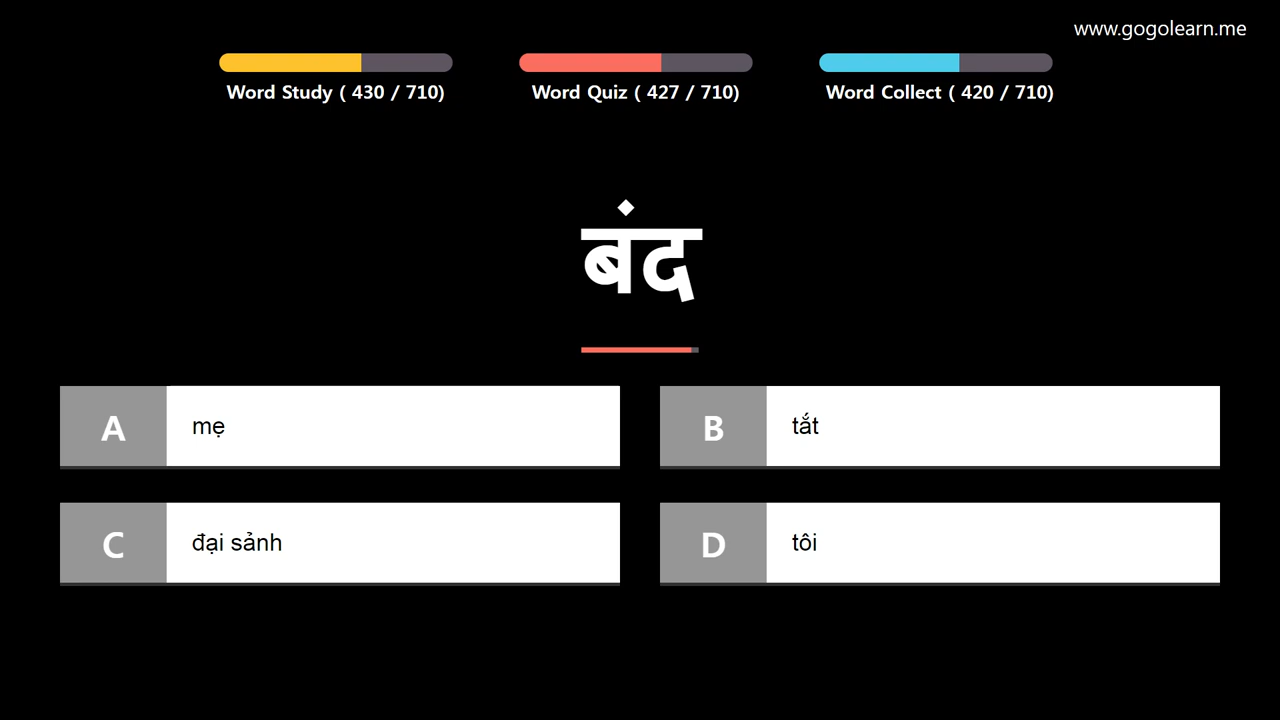 www.gogolearn.me
Word Study ( 430 / 710)
Word Quiz ( 427 / 710)
Word Collect ( 420 / 710)
बंद
A mẹ
B tắt
C đại sảnh
D tôi